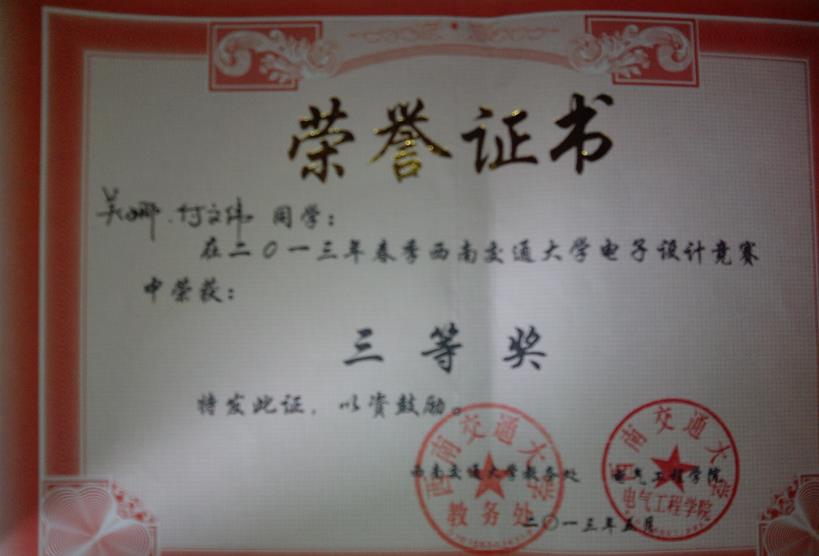 荣誉证书
付文伟 同学：
在二〇一三年春季西南交通大学电子设计竞赛
中荣获：
三等奖
特发此证，以资鼓励。
西南交通大学教务处 电气工程学院
二〇一三年五月
西南交通大学
教务处
西南交通大学
电气工程学院